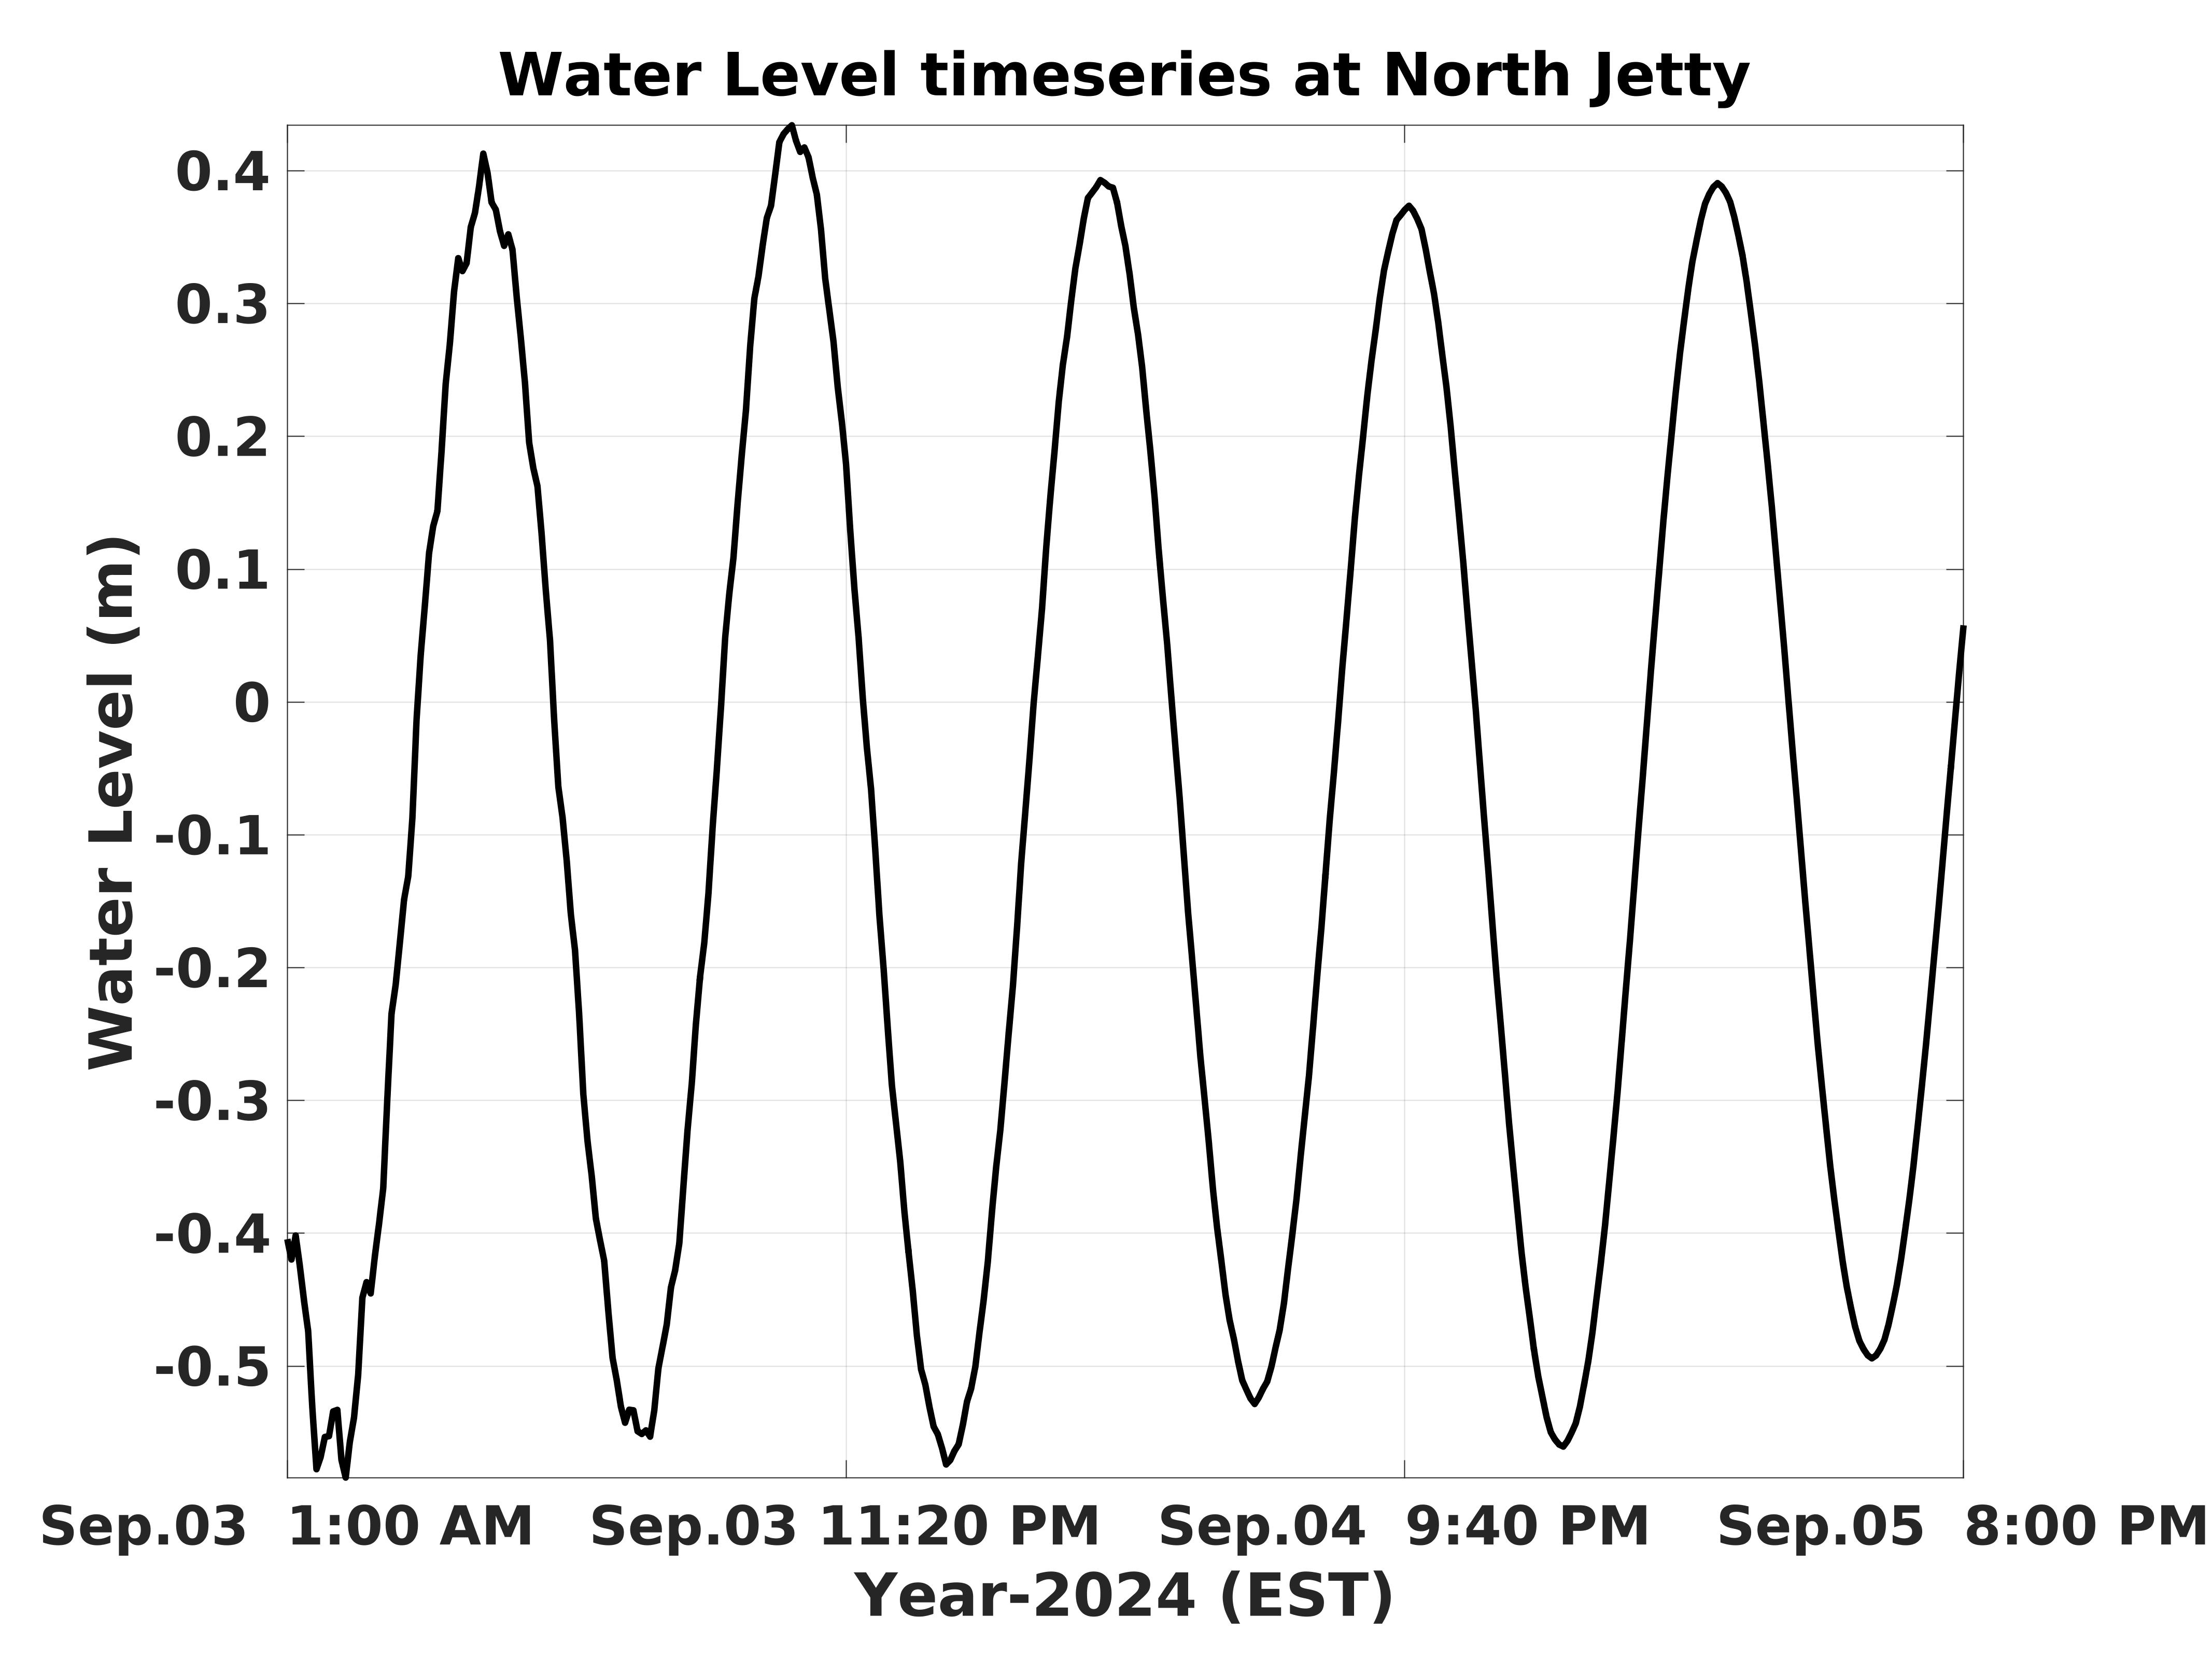 Water Level timeseries at North Jetty
0.4
0.3
0.2
0.1
0
-0.1
-0.2
-0.3
-0.4
-0.5
Water Level (m)
Sep.03 1:00 AM Sep.03 11:20 PM Sep.04 9:40 PM Sep.05 8:00 PM
Year-2024 (EST)